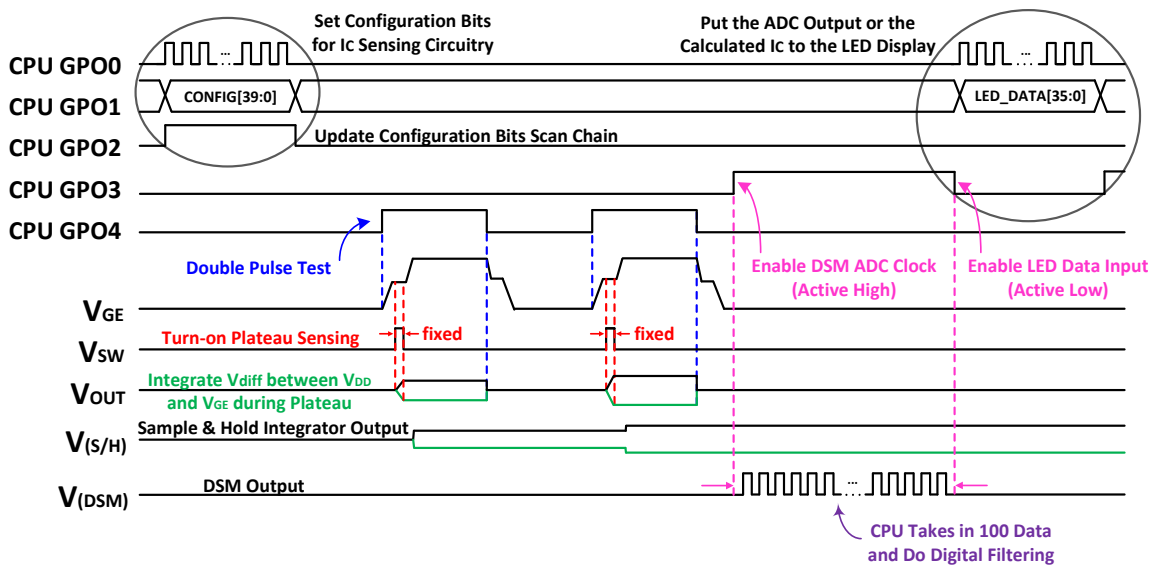 Set Configuration Bits
for IC Sensing Circuitry
Put the ADC Output or the
Calculated IC to the LED Display
...
...
CPU GPO0
CPU GPO1
CONFIG[39:0]
LED_DATA[35:0]
CPU GPO2
Update Configuration Bits Scan Chain
CPU GPO3
CPU GPO4
Double Pulse Test
Enable DSM ADC Clock
(Active High)
Enable LED Data Input
(Active Low)
VGE
Turn-on Plateau Sensing
fixed
fixed
VSW
Integrate Vdiff between VDD
and VGE during Plateau
VOUT
Sample & Hold Integrator Output
V(S/H)
DSM Output
...
V(DSM)
CPU Takes in 100 Data
and Do Digital Filtering